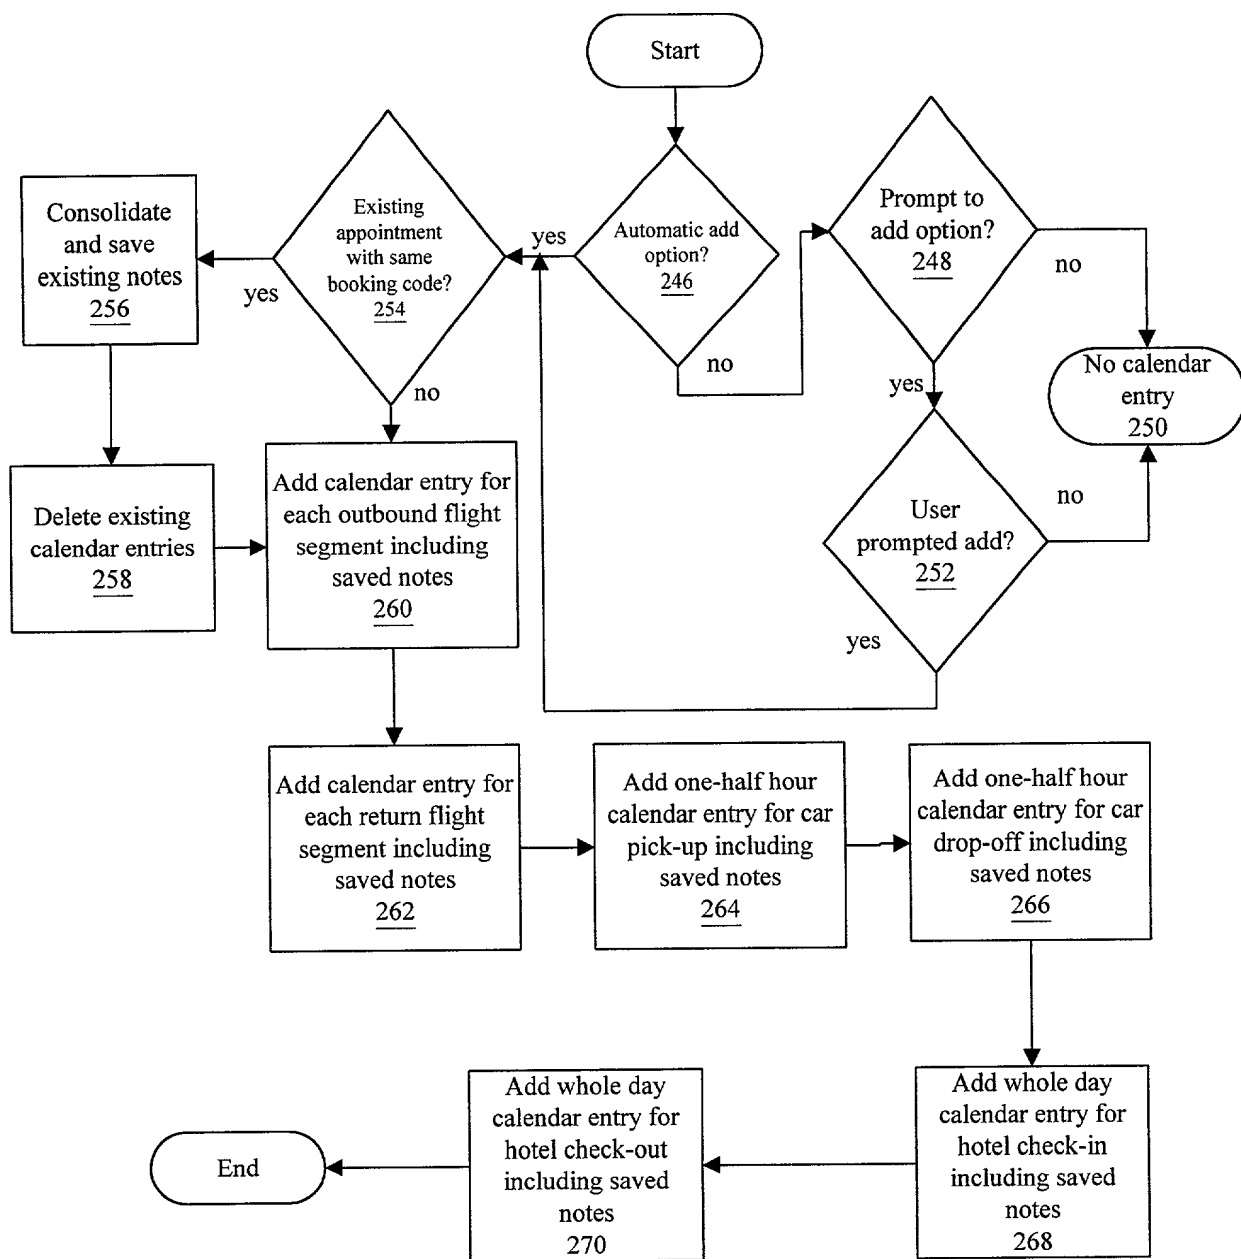 Start
Automatic add
option?
246
yes
no
Prompt to
add option?
248
no
yes
No calendar
entry
250
User
prompted add?
252
no
yes
Existing
appointment
with same
booking code?
254
yes
no
Consolidate
and save
existing notes
256
Delete existing
calendar entries
258
Add calendar entry for
each outbound flight
segment including
saved notes
260
Add calendar entry for
each return flight
segment including
saved notes
262
Add one-half hour
calendar entry for car
pick-up including
saved notes
264
Add one-half hour
calendar entry for car
drop-off including
saved notes
266
Add whole day
calendar entry for
hotel check-in
including saved
notes
268
Add whole day
calendar entry for
hotel check-out
including saved
notes
270
End